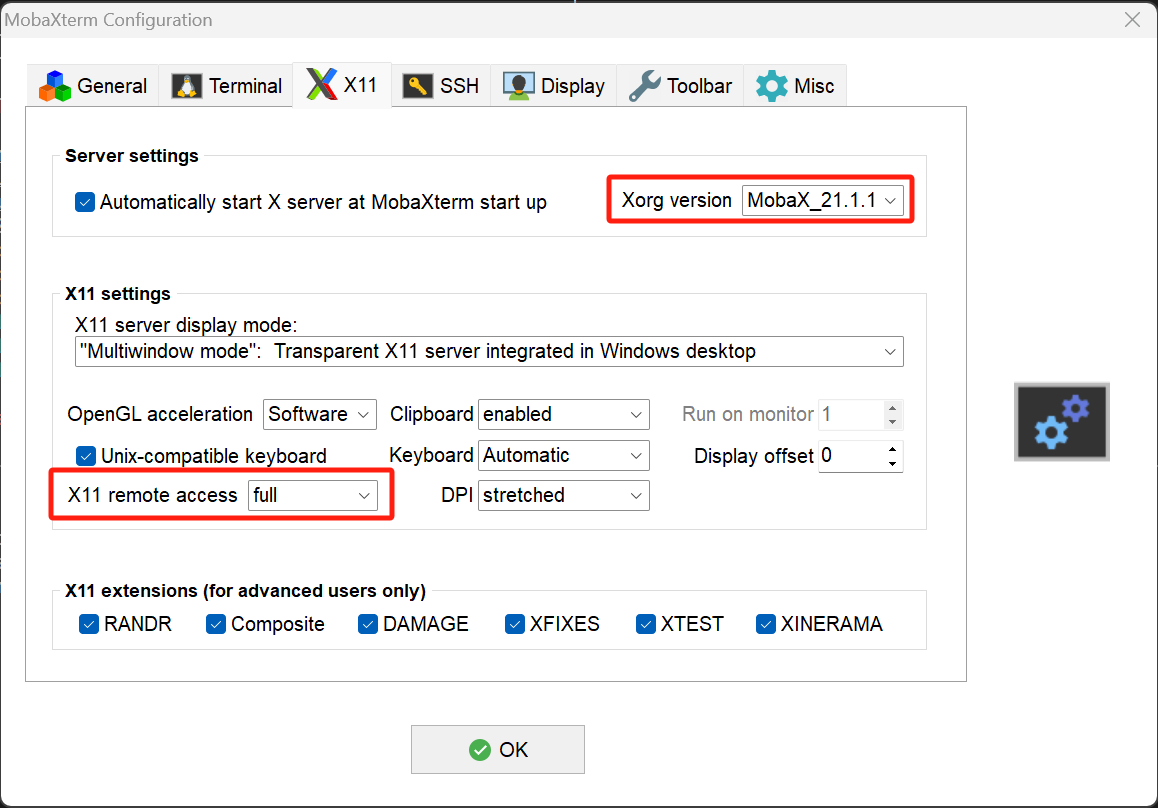 MobaXterm Configuration
General Terminal X11 SSH Display Toolbar Misc
Server settings
Automatically start X server at MobaXterm start up Xorg version MobaX_21.1.1
X11 settings
X11 server display mode:
"Multiwindow mode": Transparent X11 server integrated in Windows desktop
OpenGL acceleration Software Clipboard enabled Run on monitor 1
Unix-compatible keyboard Keyboard Automatic Display offset 0
X11 remote access full DPI stretched
X11 extensions (for advanced users only)
RANDR Composite DAMAGE XFIXES XTEST XINERAMA
OK